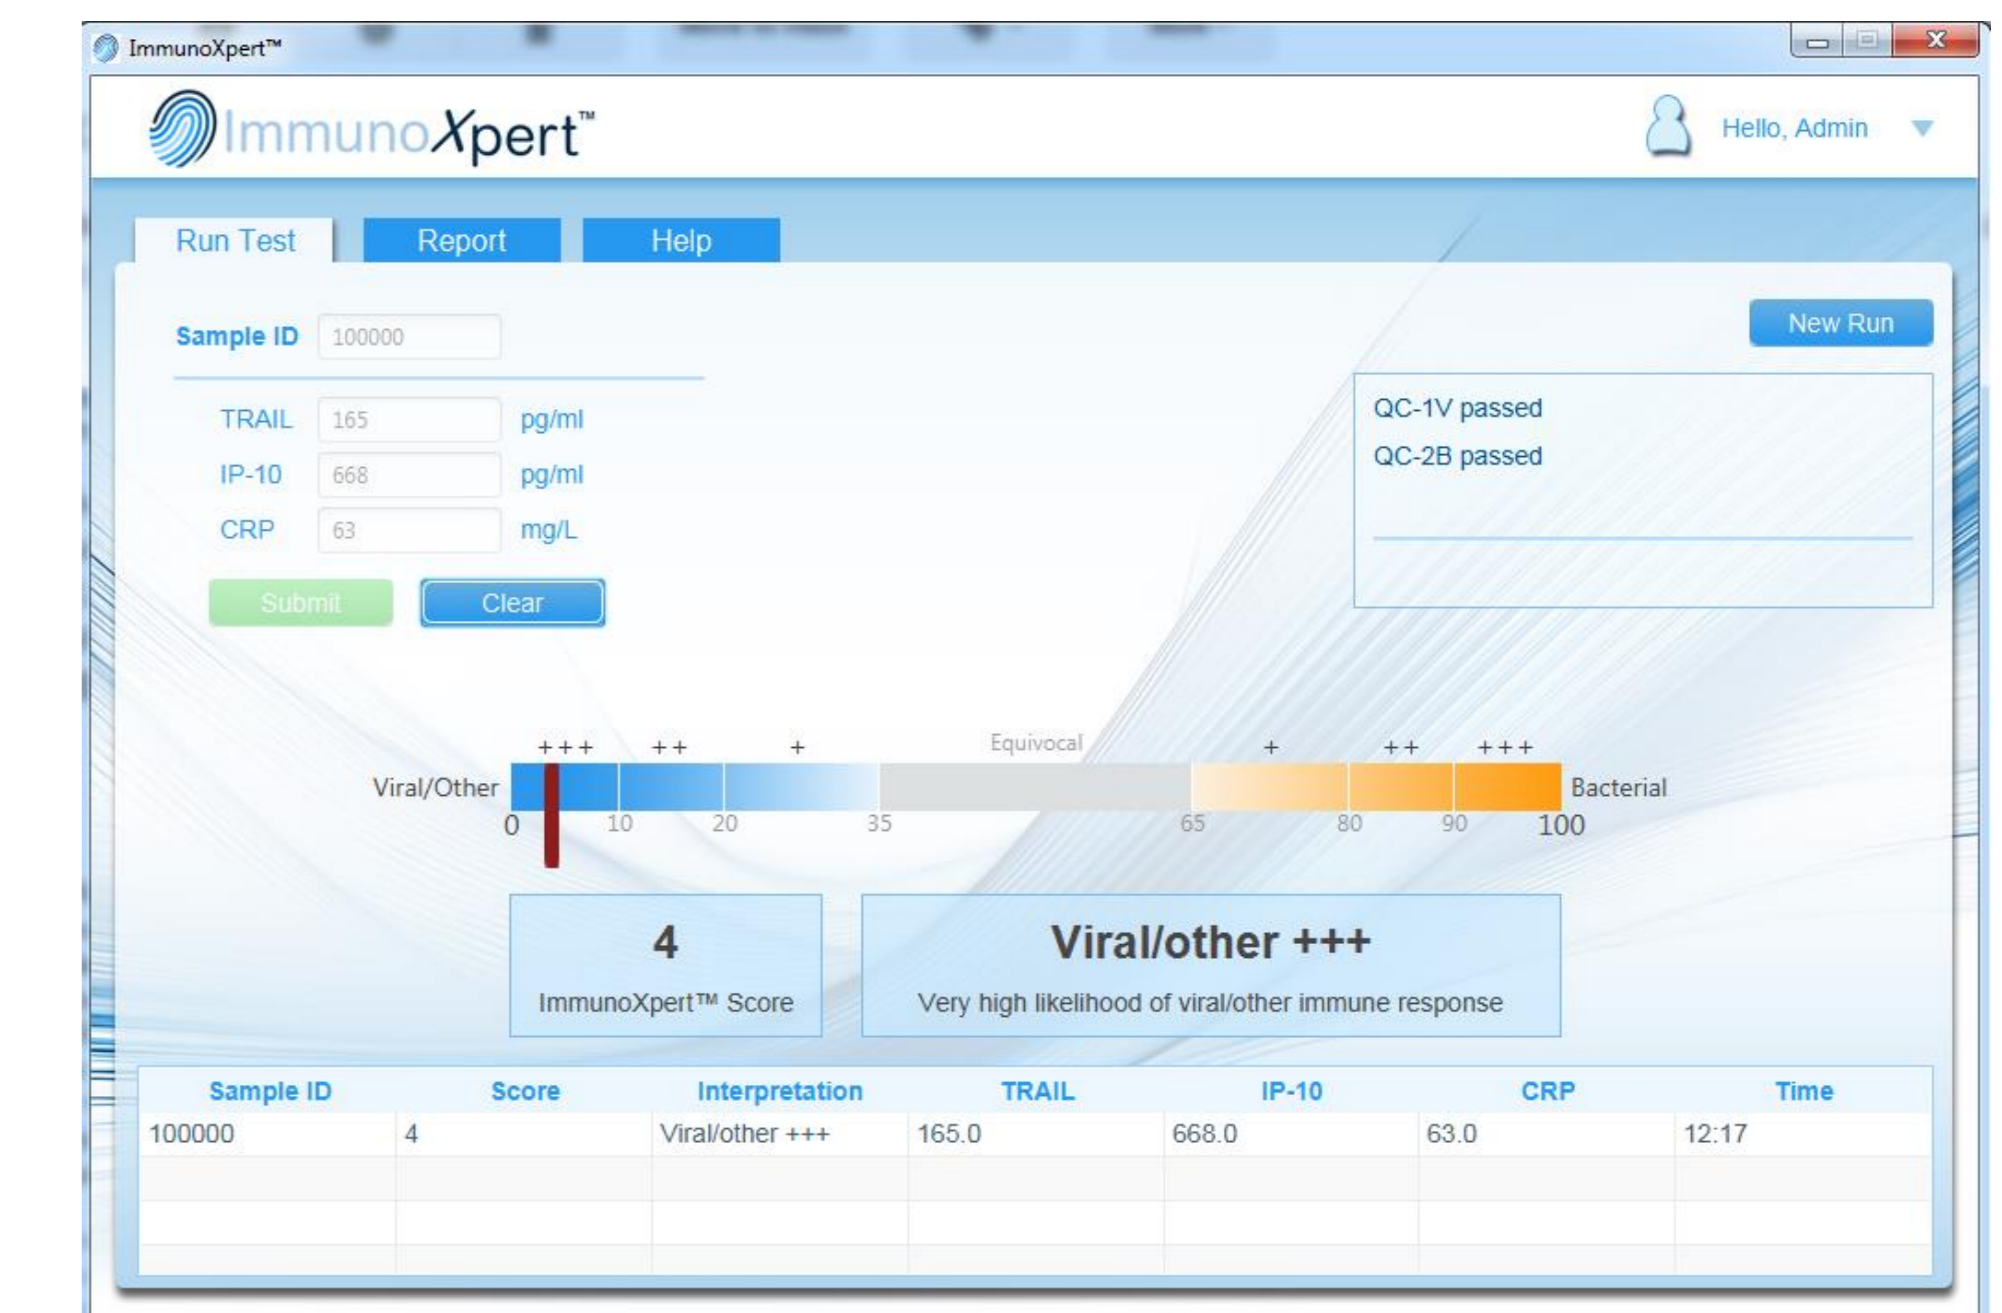 ImmunoXpert™
ImmunoXpert™
Hello, Admin
Run Test Report Help
Sample ID 100000
New Run
TRAIL 165 pg/ml
IP-10 668 pg/ml
CRP 63 mg/L
QC-1V passed
QC-2B passed
Submit Clear
+++ ++ + Equivocal + ++ +++
Viral/Other Bacterial
0 10 20 35 65 80 90 100
4
ImmunoXpert™ Score
Viral/other +++
Very high likelihood of viral/other immune response
Sample ID Score Interpretation TRAIL IP-10 CRP Time
100000 4 Viral/other +++ 165.0 668.0 63.0 12:17